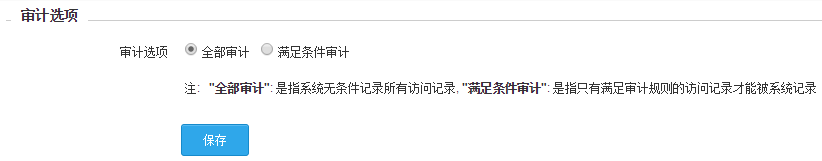 审计选项
审计选项 全部审计 满足条件审计
注: "全部审计": 是指系统无条件记录所有访问记录, "满足条件审计": 是指只有满足审计规则的访问记录才能被系统记录
保存